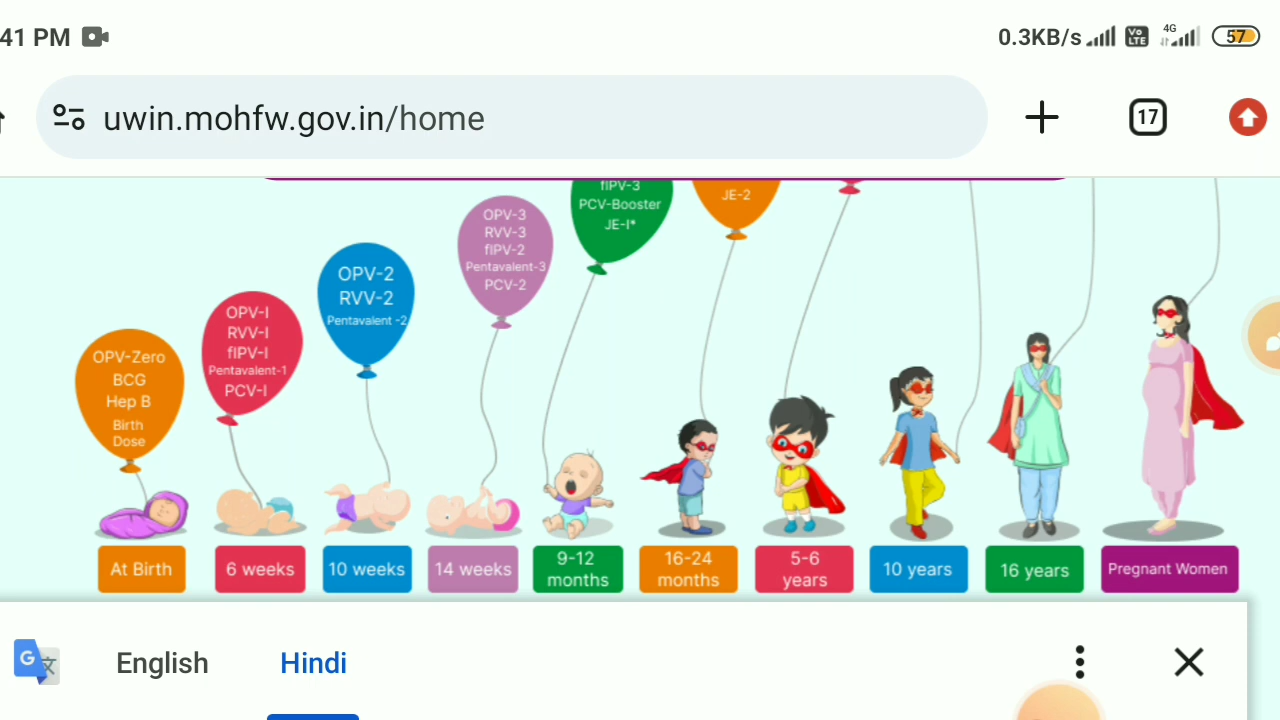 41 PM
0.3KB/s
Vo LTE
4G
57
uwin.mohfw.gov.in/home
17
fIPV-3
PCV-Booster
JE-I*
JE-2
OPV-3
RVV-3
fIPV-2
Pentavalent-3
PCV-2
OPV-2
RVV-2
Pentavalent -2
OPV-I
RVV-I
fIPV-I
Pentavalent-1
PCV-I
OPV-Zero
BCG
Hep B
Birth
Dose
At Birth
6 weeks
10 weeks
14 weeks
9-12
months
16-24
months
5-6
years
10 years
16 years
Pregnant Women
G 文
English
Hindi